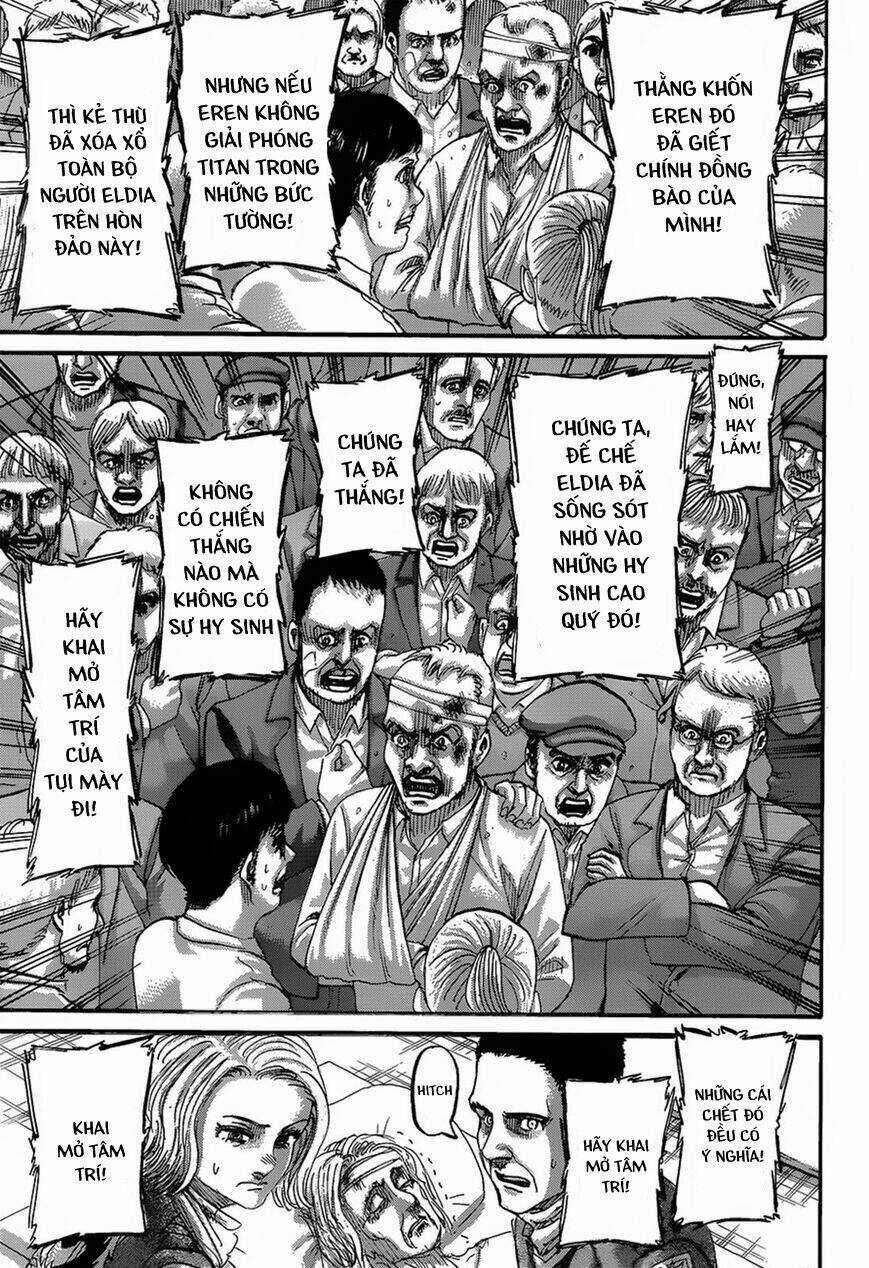 THẰNG KHỐN
EREN ĐÓ
ĐÃ GIẾT
CHÍNH ĐỒNG
BÀO CỦA
MÌNH!
NHƯNG NẾU
EREN KHÔNG
GIẢI PHÓNG
TITAN TRONG
NHỮNG BỨC
TƯỜNG!
THÌ KẺ THÙ
ĐÃ XÓA XỔ
TOÀN BỘ
NGƯỜI ELDIA
TRÊN HÒN
ĐẢO NÀY!
ĐÚNG,
NÓI
HAY
LẮM!
CHÚNG TA,
ĐẾ CHẾ
ELDIA ĐÃ
SỐNG SÓT
NHỜ VÀO
NHỮNG HY
SINH CAO
QUÝ ĐÓ!
CHÚNG
TA ĐÃ
THẮNG!
KHÔNG
CÓ CHIẾN
THẮNG
NÀO MÀ
KHÔNG CÓ
SỰ HY SINH
HÃY
KHAI
MỞ
TÂM
TRÍ
CỦA
TỤI MÀY
ĐI!
NHỮNG CÁI
CHẾT ĐÓ
ĐỀU CÓ
Ý NGHĨA!
HÃY KHAI
MỞ TÂM
TRÍ!
HITCH
KHAI
MỞ TÂM
TRÍ!